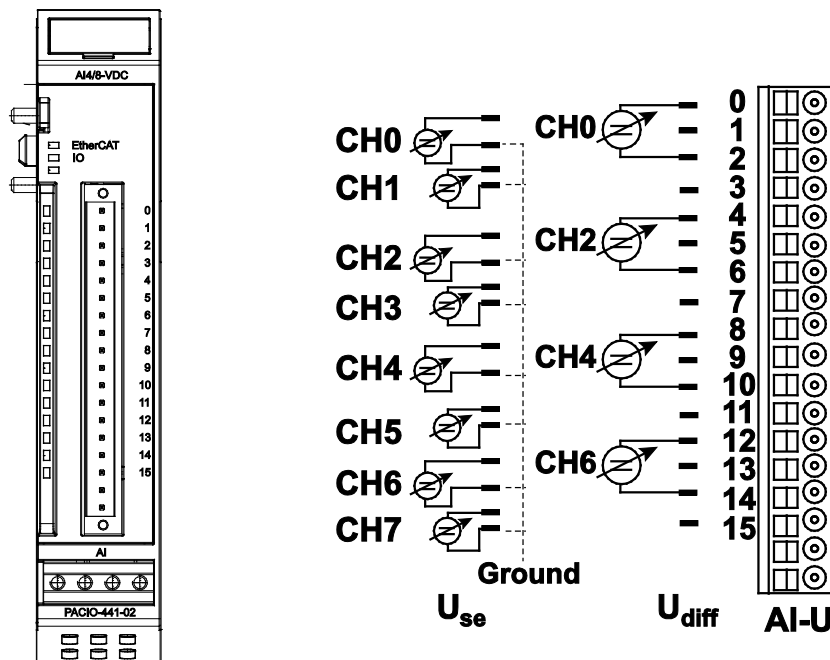 AI4/8-VDC
EtherCAT
IO
0
1
2
3
4
5
6
7
8
9
10
11
12
13
14
15
AI
PACIO-441-02
CH0
CH1
CH2
CH3
CH4
CH5
CH6
CH7
Ground
Use
CH0
CH2
CH4
CH6
Udiff
0
1
2
3
4
5
6
7
8
9
10
11
12
13
14
15
AI-U